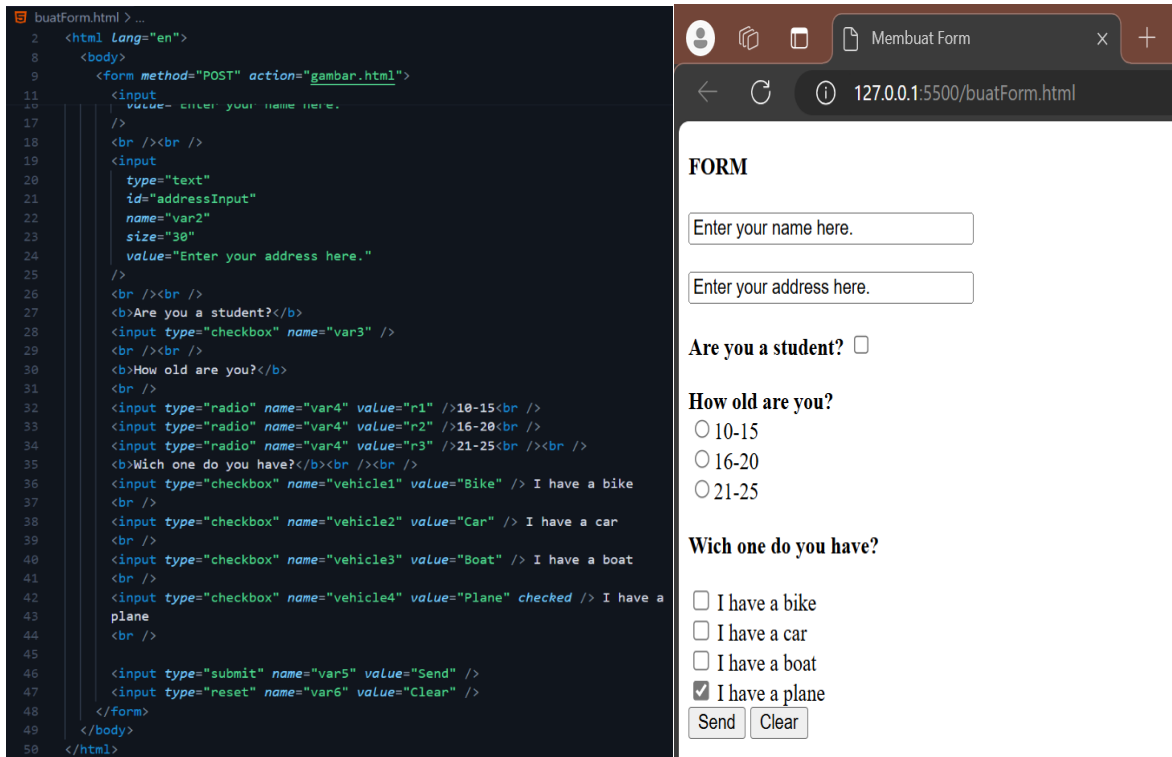 buatForm.html > ...
2 <html lang="en">
8 <body>
9 <form method="POST" action="gambar.html">
11 <input
16 value="Enter your name here."
17 />
18 <br /><br />
19 <input
20 type="text"
21 id="addressInput"
22 name="var2"
23 size="30"
24 value="Enter your address here."
25 />
26 <br /><br />
27 <b>Are you a student?</b>
28 <input type="checkbox" name="var3" />
29 <br /><br />
30 <b>How old are you?</b>
31 <br />
32 <input type="radio" name="var4" value="r1" />10-15<br />
33 <input type="radio" name="var4" value="r2" />16-20<br />
34 <input type="radio" name="var4" value="r3" />21-25<br /><br />
35 <b>Wich one do you have?</b><br /><br />
36 <input type="checkbox" name="vehicle1" value="Bike" /> I have a bike
37 <br />
38 <input type="checkbox" name="vehicle2" value="Car" /> I have a car
39 <br />
40 <input type="checkbox" name="vehicle3" value="Boat" /> I have a boat
41 <br />
42 <input type="checkbox" name="vehicle4" value="Plane" checked /> I have a
43 plane
44 <br />
45
46 <input type="submit" name="var5" value="Send" />
47 <input type="reset" name="var6" value="Clear" />
48 </form>
49 </body>
50 </html>
Membuat Form
127.0.0.1:5500/buatForm.html
FORM
Enter your name here.
Enter your address here.
Are you a student?
How old are you?
10-15
16-20
21-25
Wich one do you have?
I have a bike
I have a car
I have a boat
I have a plane
Send Clear